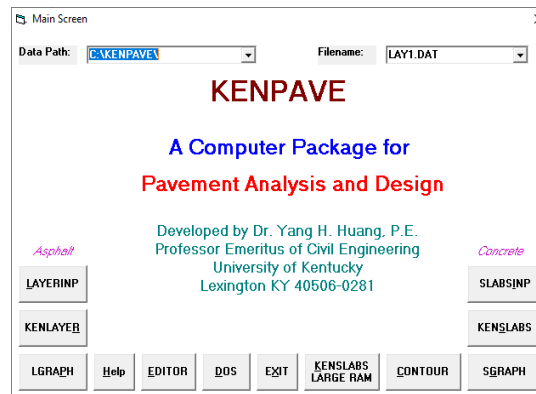 Main Screen
Data Path: C:\KENPAVE\ Filename: LAY1.DAT
KENPAVE
A Computer Package for
Pavement Analysis and Design
Developed by Dr. Yang H. Huang, P.E.
Professor Emeritus of Civil Engineering
University of Kentucky
Lexington KY 40506-0281
Asphalt
Concrete
LAYERINP
SLABSINP
KENLAYER
KENSLABS
LGRAPH Help EDITOR DOS EXIT KENSLABS
LARGE RAM CONTOUR SGRAPH